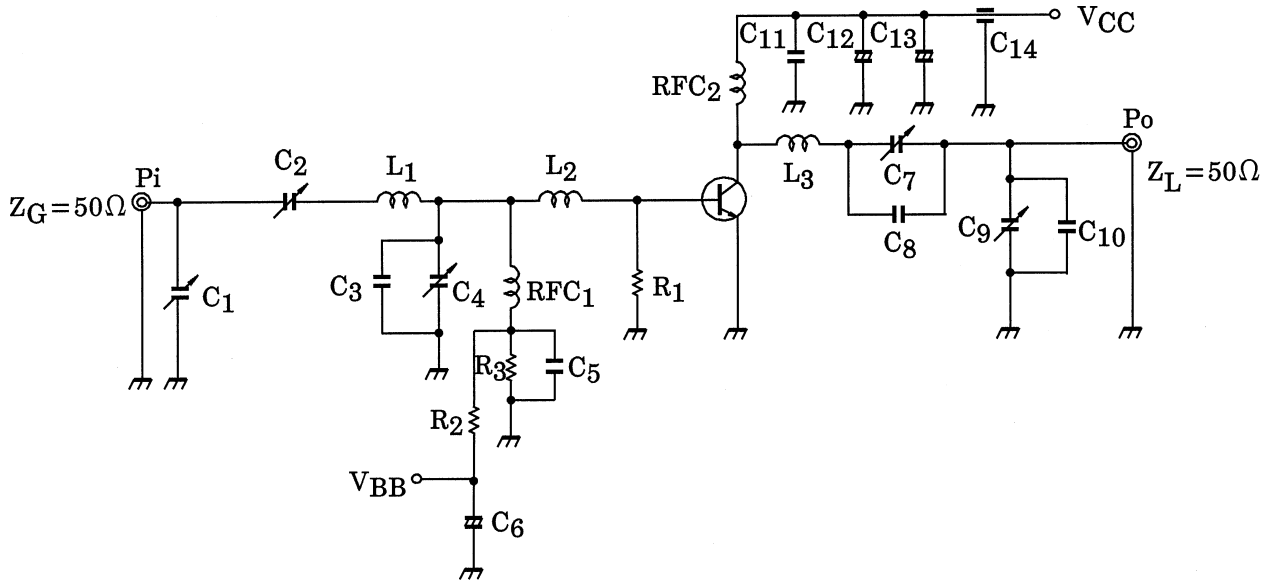 VCC
C11
C12
C13
C14
RFC2
Po
Pi
C2
L1
L2
L3
C7
ZL=50Ω
ZG=50Ω
C8
C9
C10
C1
C3
C4
RFC1
R1
R3
C5
R2
VBB
C6